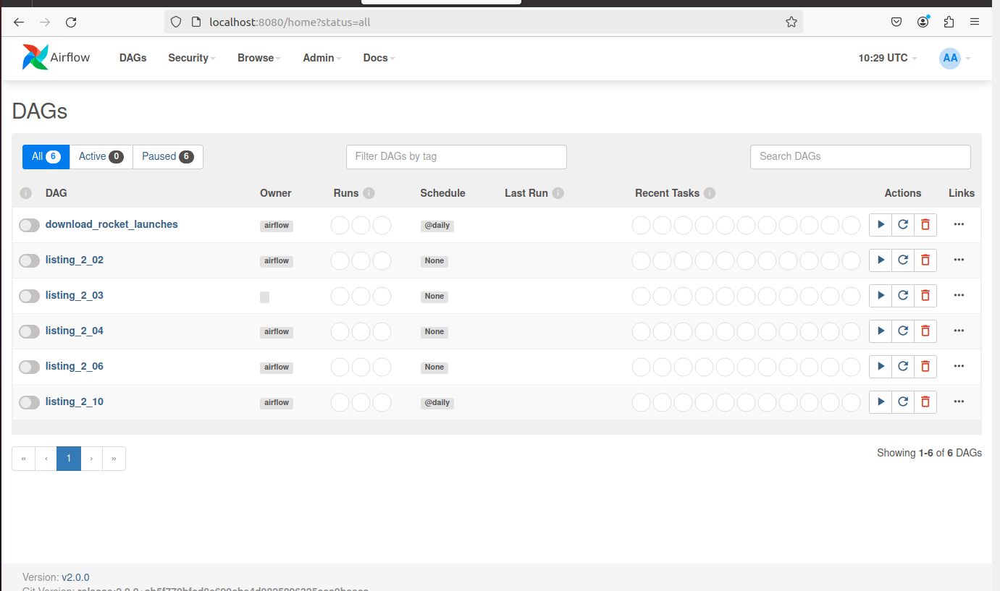 localhost:8080/home?status=all
Airflow DAGs Security Browse Admin Docs 10:29 UTC AA
DAGs
All 6 Active 0 Paused 6 Filter DAGs by tag Search DAGs
DAG Owner Runs Schedule Last Run Recent Tasks Actions Links
download_rocket_launches airflow @daily
listing_2_02 airflow None
listing_2_03 None
listing_2_04 airflow None
listing_2_06 airflow None
listing_2_10 airflow @daily
« ‹ 1 › » Showing 1-6 of 6 DAGs
Version: v2.0.0